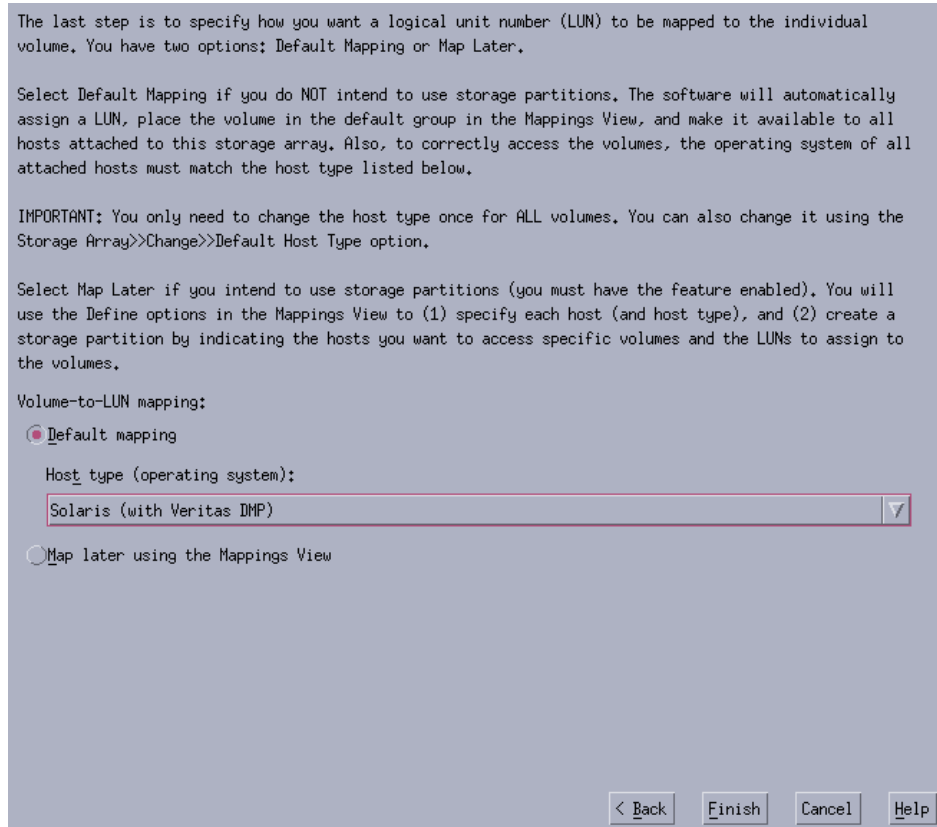 The last step is to specify how you want a logical unit number (LUN) to be mapped to the individual
volume. You have two options: Default Mapping or Map Later.
Select Default Mapping if you do NOT intend to use storage partitions. The software will automatically
assign a LUN, place the volume in the default group in the Mappings View, and make it available to all
hosts attached to this storage array. Also, to correctly access the volumes, the operating system of all
attached hosts must match the host type listed below.
IMPORTANT: You only need to change the host type once for ALL volumes. You can also change it using the
Storage Array>>Change>>Default Host Type option.
Select Map Later if you intend to use storage partitions (you must have the feature enabled). You will
use the Define options in the Mappings View to (1) specify each host (and host type), and (2) create a
storage partition by indicating the hosts you want to access specific volumes and the LUNs to assign to
the volumes.
Volume-to-LUN mapping:
Default mapping
Host type (operating system):
Solaris (with Veritas DMP)
Map later using the Mappings View
< Back Finish Cancel Help